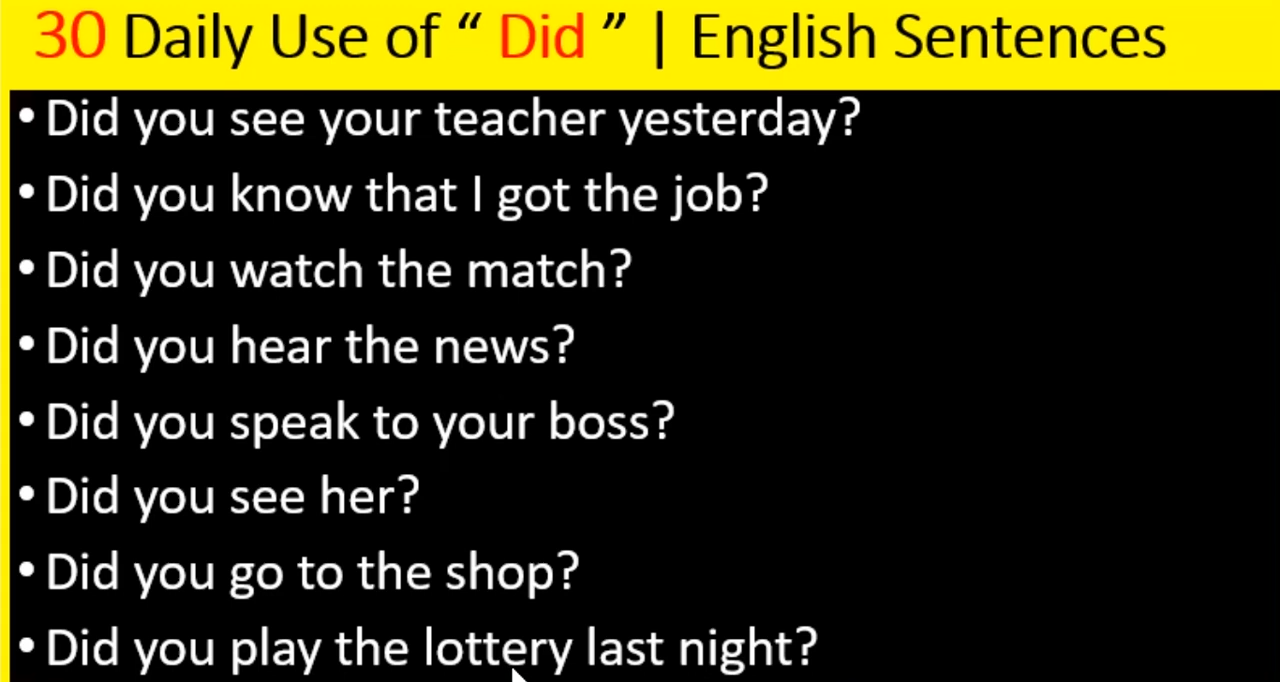 30 Daily Use of “ Did ” | English Sentences
• Did you see your teacher yesterday?
• Did you know that I got the job?
• Did you watch the match?
• Did you hear the news?
• Did you speak to your boss?
• Did you see her?
• Did you go to the shop?
• Did you play the lottery last night?